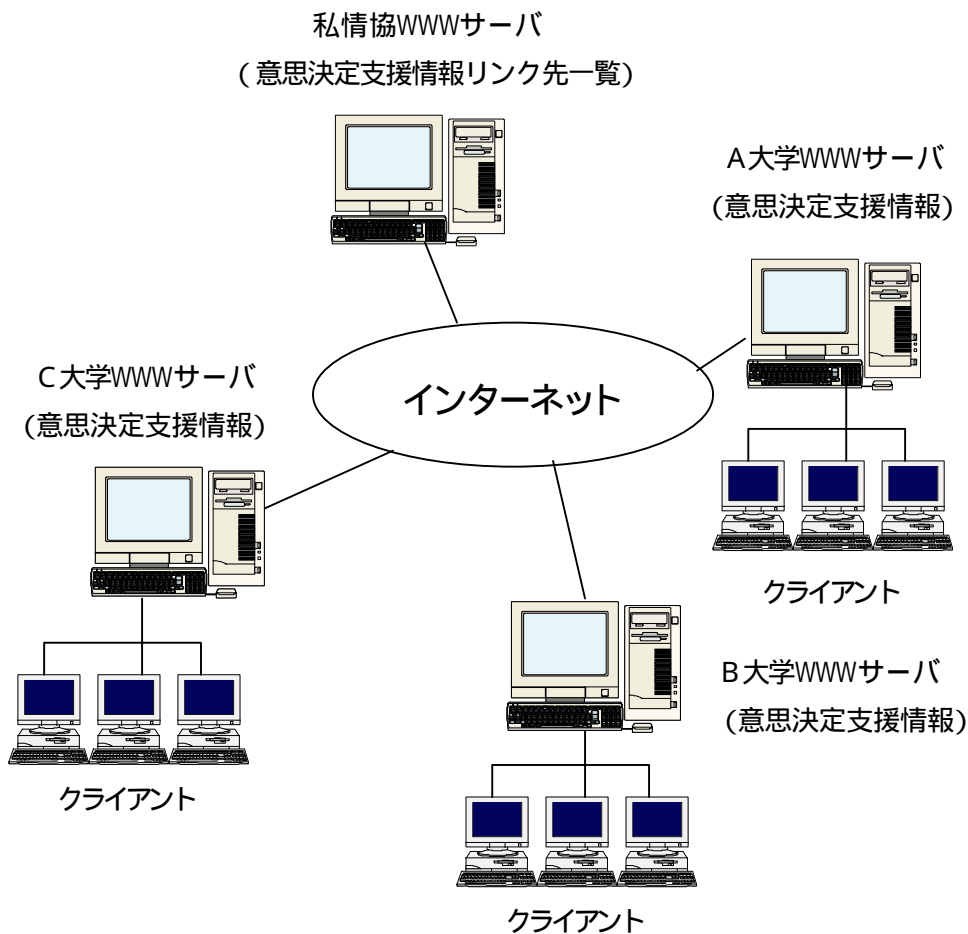 私情協WWWサーバ
(意思決定支援情報リンク先一覧)
A大学WWWサーバ
(意思決定支援情報)
インターネット
C大学WWWサーバ
(意思決定支援情報)
クライアント
B大学WWWサーバ
(意思決定支援情報)
クライアント
クライアント